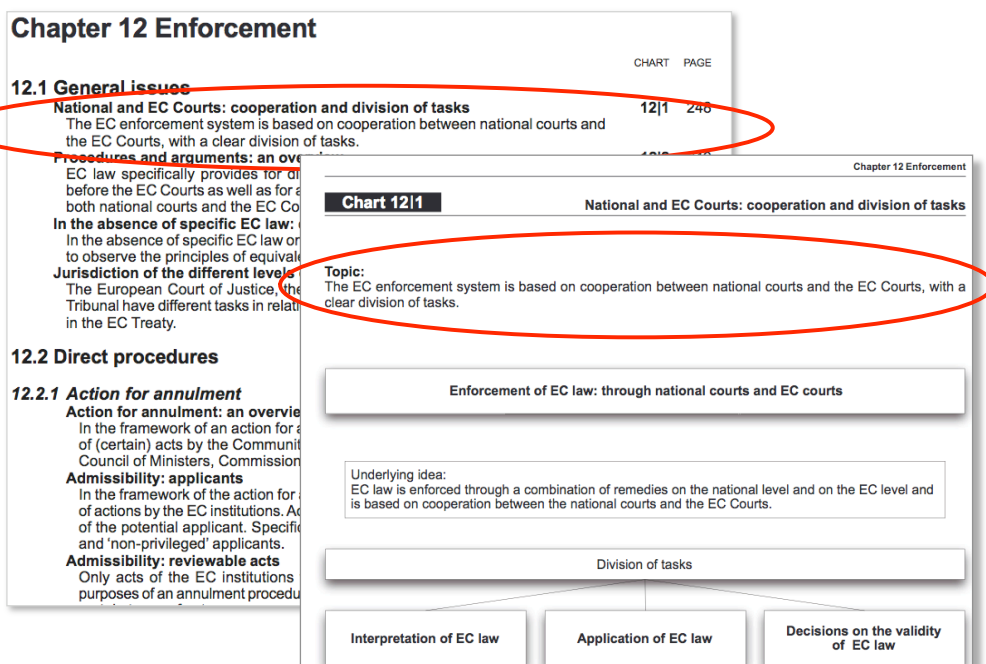 Chapter 12 Enforcement
CHART PAGE
12.1 General issues
National and EC Courts: cooperation and division of tasks 12|1 248
The EC enforcement system is based on cooperation between national courts and
the EC Courts, with a clear division of tasks.
Procedures and arguments: an
EC law specifically provides for
before the EC Courts as well as for
both national courts and the EC
In the absence of specific EC law:
In the absence of specific EC law or
to observe the principles of
Jurisdiction of the different levels
The European Court of Justice, the
Tribunal have different tasks in
in the EC Treaty.
12.2 Direct procedures
12.2.1 Action for annulment
Action for annulment: an
In the framework of an action for
of (certain) acts by the
Council of Ministers, Commission
Admissibility: applicants
In the framework of the action for
of actions by the EC institutions.
of the potential applicant.
and ‘non-privileged’ applicants.
Admissibility: reviewable acts
Only acts of the EC institutions
purposes of an annulment
Chapter 12 Enforcement
Chart 12|1
National and EC Courts: cooperation and division of tasks
Topic:
The EC enforcement system is based on cooperation between national courts and the EC Courts, with a
clear division of tasks.
Enforcement of EC law: through national courts and EC courts
Underlying idea:
EC law is enforced through a combination of remedies on the national level and on the EC level and
is based on cooperation between the national courts and the EC Courts.
Division of tasks
Interpretation of EC law
Application of EC law
Decisions on the validity
of EC law